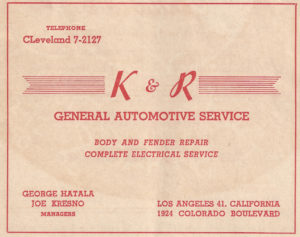 TELEPHONE
CLeveland 7-2127
K & R
GENERAL AUTOMOTIVE SERVICE
BODY AND FENDER REPAIR
COMPLETE ELECTRICAL SERVICE
GEORGE HATALA
JOE KRESNO
MANAGERS
LOS ANGELES 41, CALIFORNIA
1924 COLORADO BOULEVARD